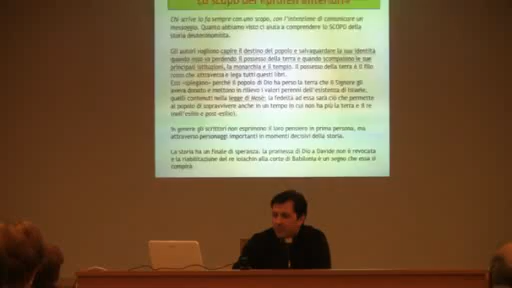 Lo scopo dei «profeti anteriori»
Chi scrive lo fa sempre con uno scopo, con l'intenzione di comunicare un
messaggio. Quanto abbiamo visto ci aiuta a comprendere lo SCOPO della
storia deuteronomista.
Gli autori vogliono capire il destino del popolo e salvaguardare la sua identità
quando non va perdendo il possesso della terra e quando scompaiono le sue
principali istituzioni, la monarchia e il tempio. Il possesso della terra è il filo
rosso che attraversa e lega tutti questi libri.
Così «spiegano» perché il popolo di Dio ha perso la terra che il Signore gli
aveva donato e mettono in rilievo i valori perenni dell'esistenza di Israele,
quelli contenuti nella legge di Mosè: la fedeltà ad essa sarà ciò che permette
al popolo di sopravvivere anche in un tempo in cui non ha più la terra e il re
nell'esilio e post-esilio).
In genere gli scrittori non esprimono il loro pensiero in prima persona, ma
attraverso personaggi importanti in momenti decisivi della storia.
La storia ha un finale di speranza: la promessa di Dio a Davide non è revocata
e la riabilitazione del re Ioiachin alla corte di Babilonia è un segno che essa si
compirà